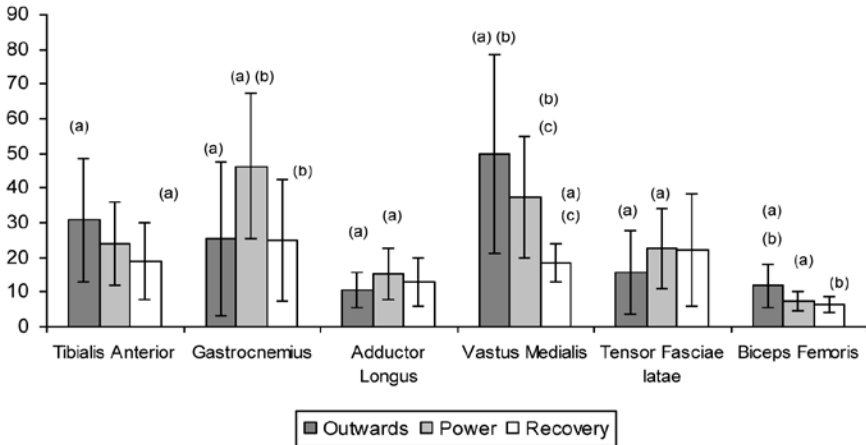 90
80
70
60
50
40
30
20
10
0
(a)
(a)
(a)
(a) (b)
(b)
(a)
(a)
(a) (b)
(b)
(c)
(a)
(c)
(a)
(a)
(a)
(b)
(a)
(b)
Tibialis Anterior
Gastrocnemius
Adductor
Longus
Vastus Medialis
Tensor Fasciae
latae
Biceps Femoris
Outwards
Power
Recovery